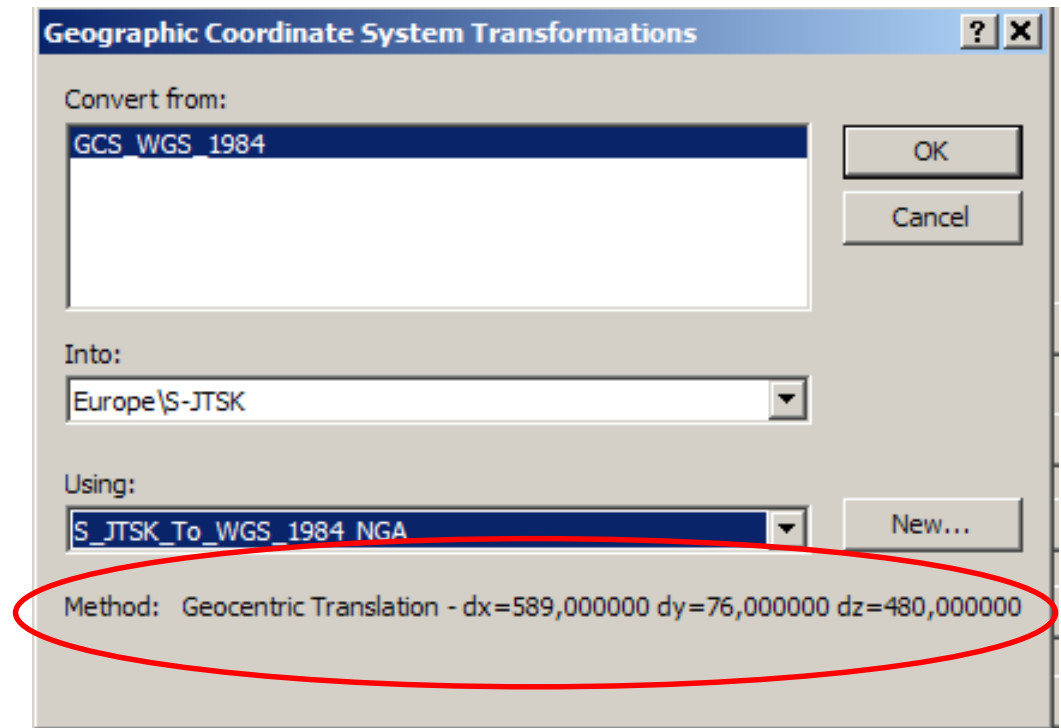 Geographic Coordinate System Transformations
Convert from:
GCS_WGS_1984
OK
Cancel
Into:
Europe\S-JTSK
Using:
S_JTSK_To_WGS_1984_NGA
New...
Method: Geocentric Translation - dx=589,000000 dy=76,000000 dz=480,000000